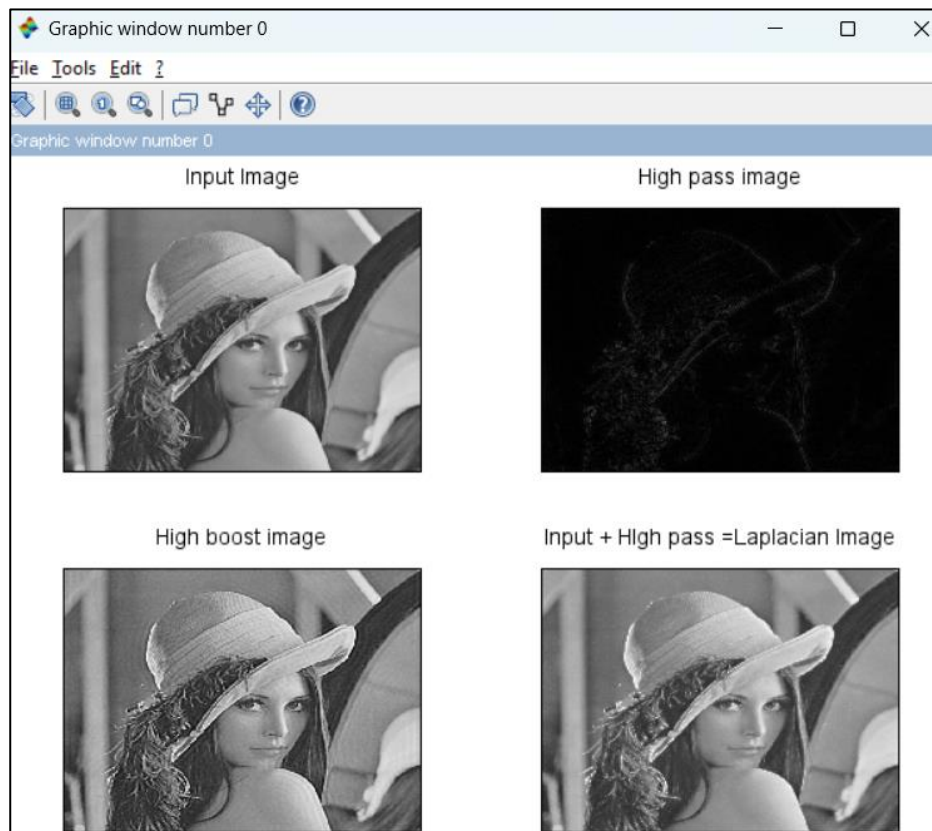 Graphic window number 0
File Tools Edit ?
Graphic window number 0
Input Image
High pass image
High boost image
Input + HIgh pass =Laplacian Image